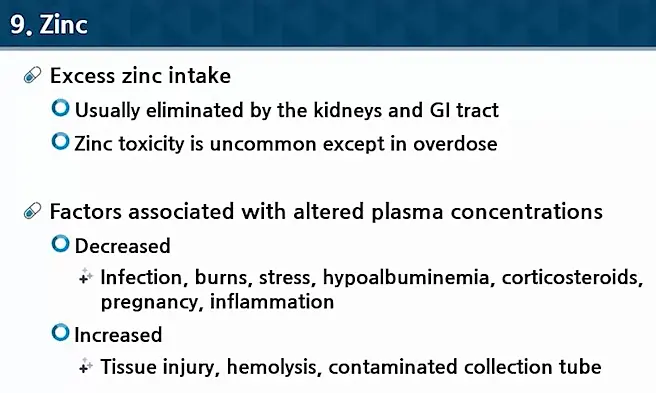 9. Zinc
Excess zinc intake
Usually eliminated by the kidneys and GI tract
Zinc toxicity is uncommon except in overdose
Factors associated with altered plasma concentrations
Decreased
Infection, burns, stress, hypoalbuminemia, corticosteroids,
pregnancy, inflammation
Increased
Tissue injury, hemolysis, contaminated collection tube